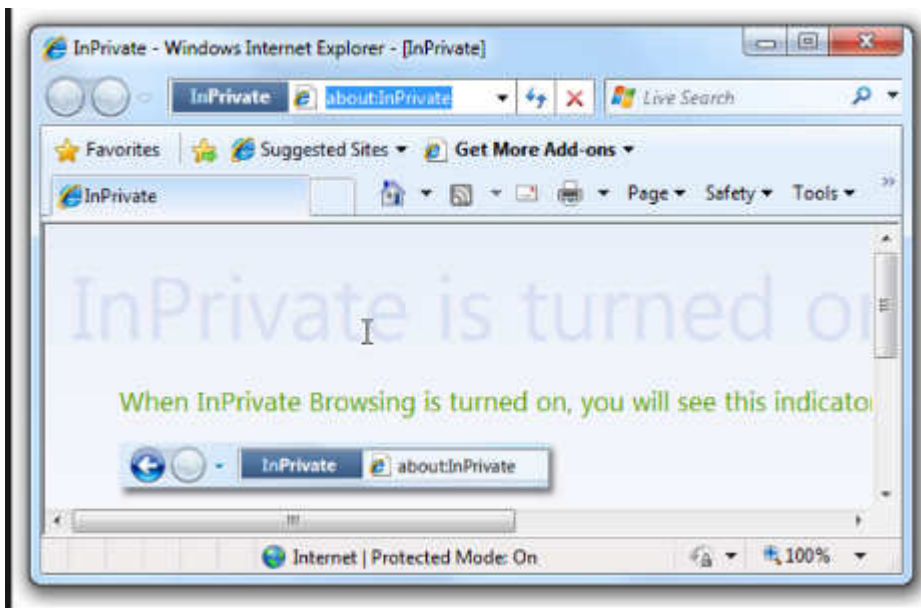 InPrivate - Windows Internet Explorer - [InPrivate]
InPrivate about:InPrivate Live Search
Favorites Suggested Sites Get More Add-ons
InPrivate Page Safety Tools
InPrivate is turned on
When InPrivate Browsing is turned on, you will see this indicator
InPrivate about:InPrivate
Internet | Protected Mode: On 100%